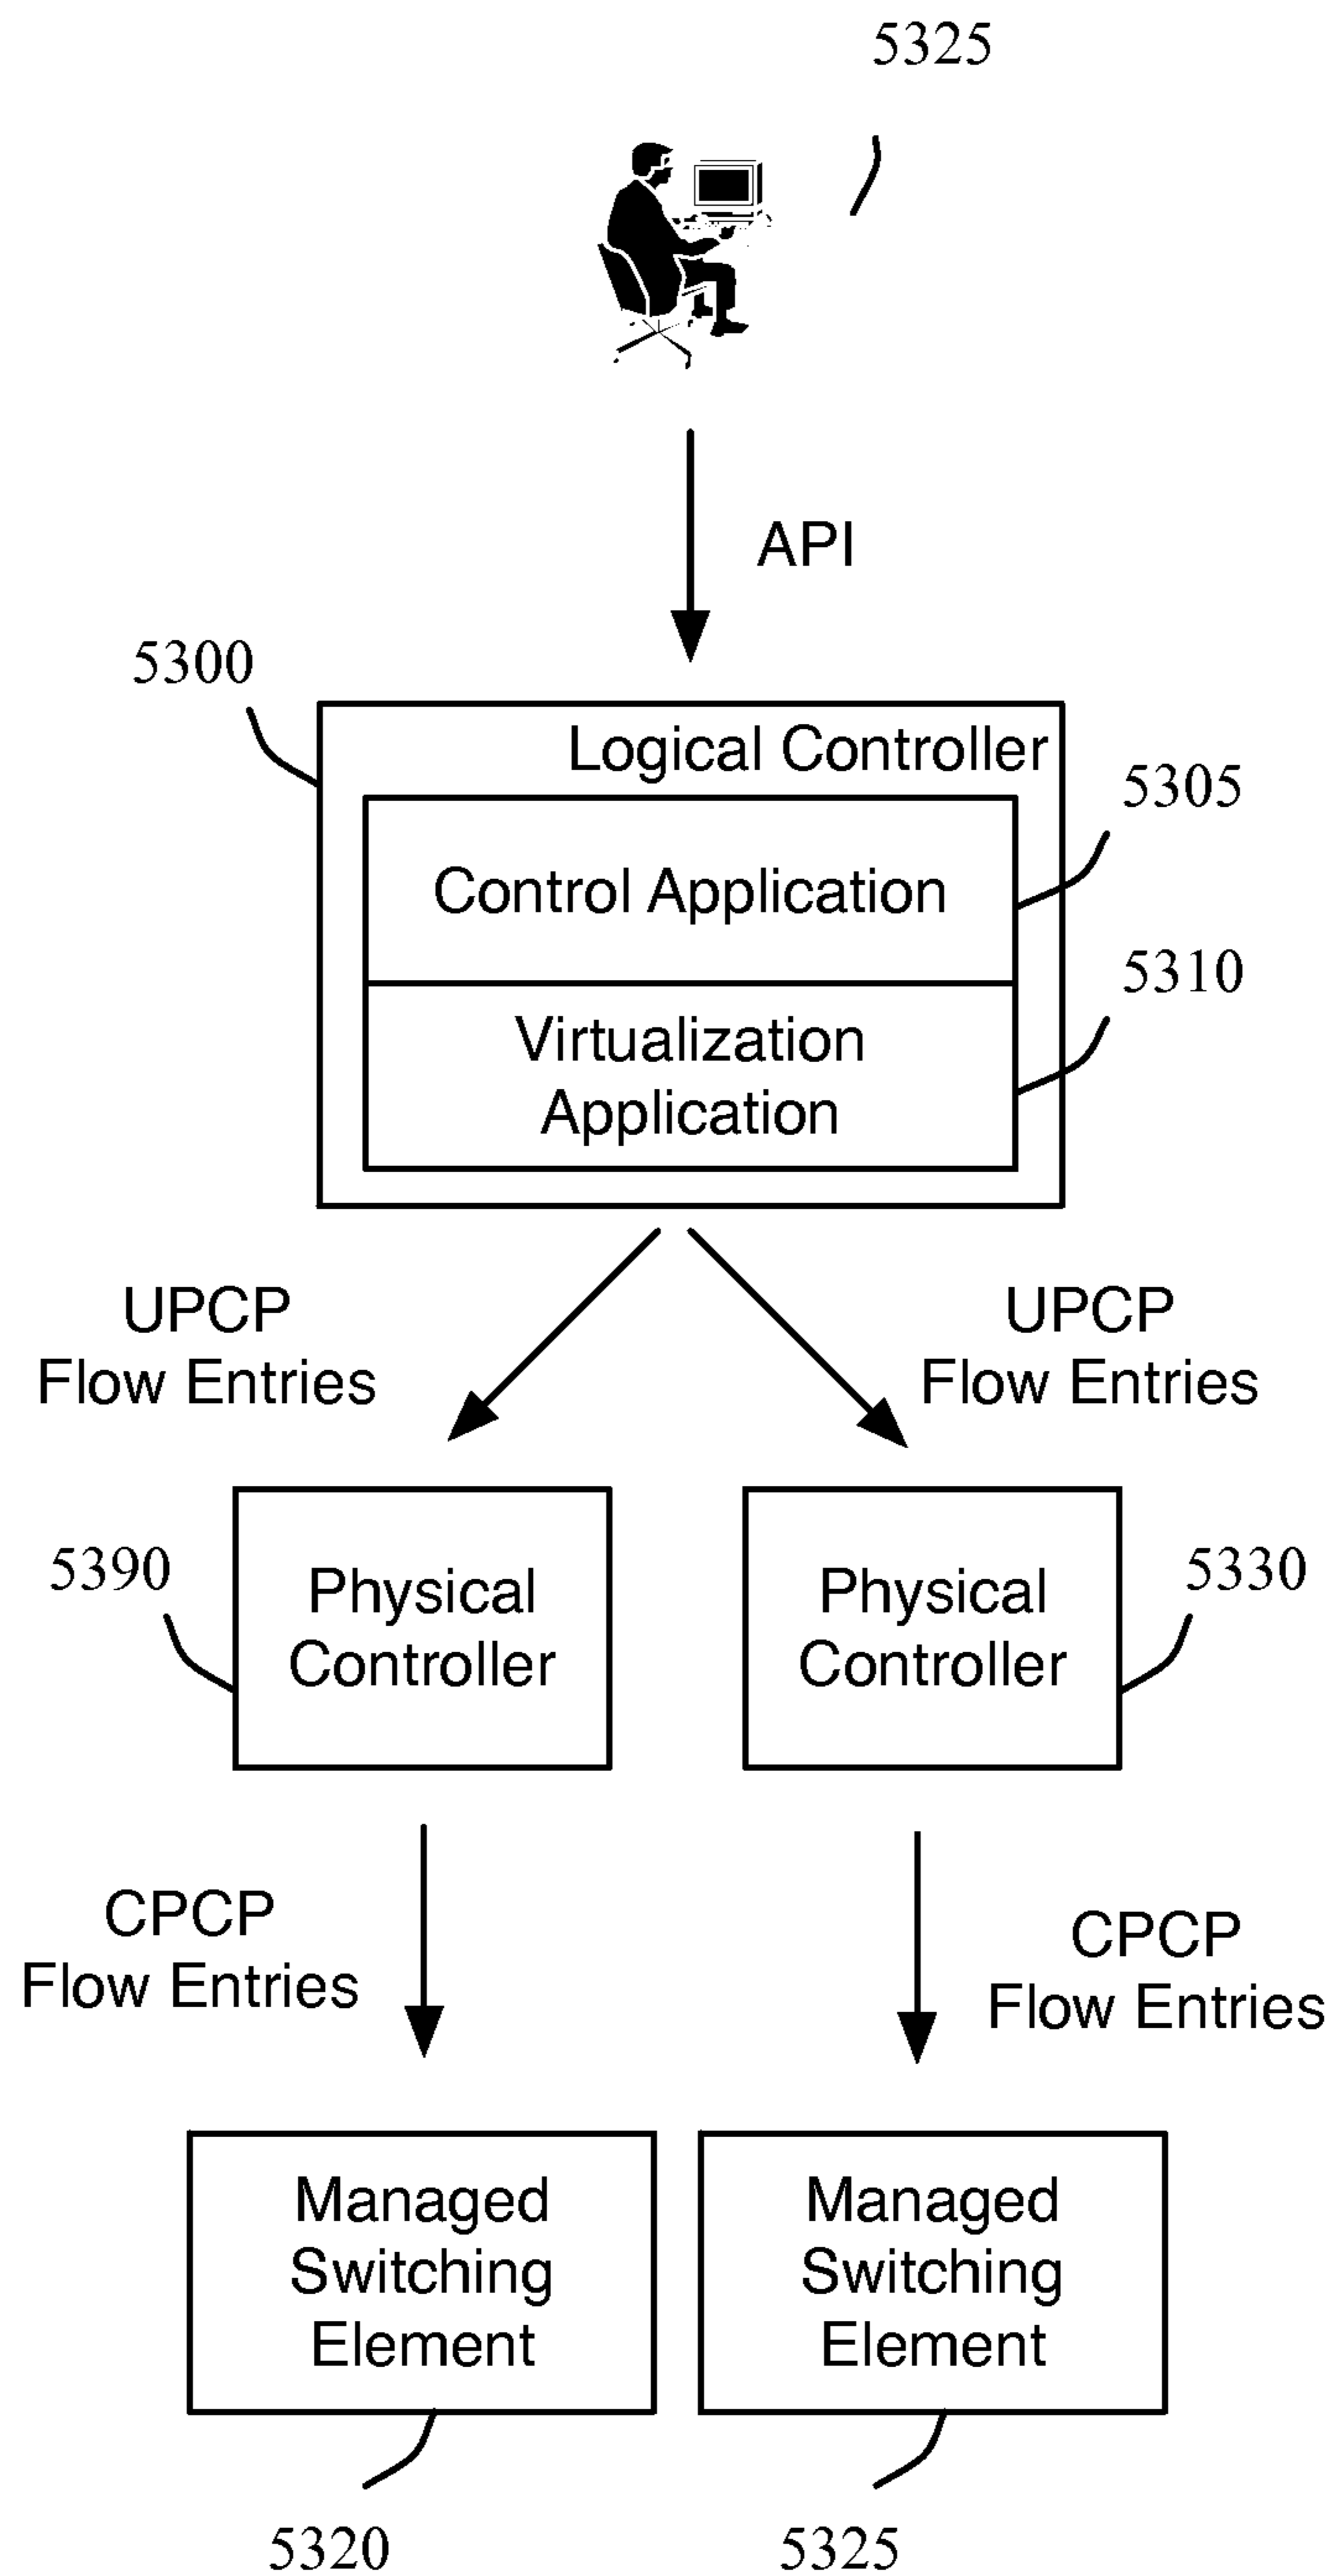 5325
API
5300
Logical Controller
5305
Control Application
5310
Virtualization
Application
UPCP
Flow Entries
UPCP
Flow Entries
5390
Physical
Controller
Physical
Controller
5330
CPCP
Flow Entries
CPCP
Flow Entries
Managed
Switching
Element
Managed
Switching
Element
5320
5325